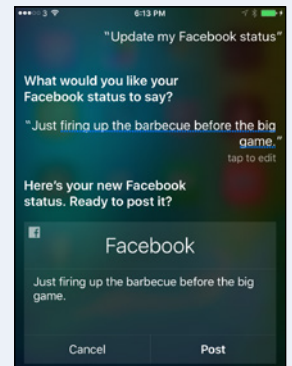 3 6:13 PM
"Update my Facebook status"
What would you like your
Facebook status to say?
"Just firing up the barbecue before the big
game."
tap to edit
Here's your new Facebook
status. Ready to post it?
Facebook
Just firing up the barbecue before the big
game.
Cancel Post